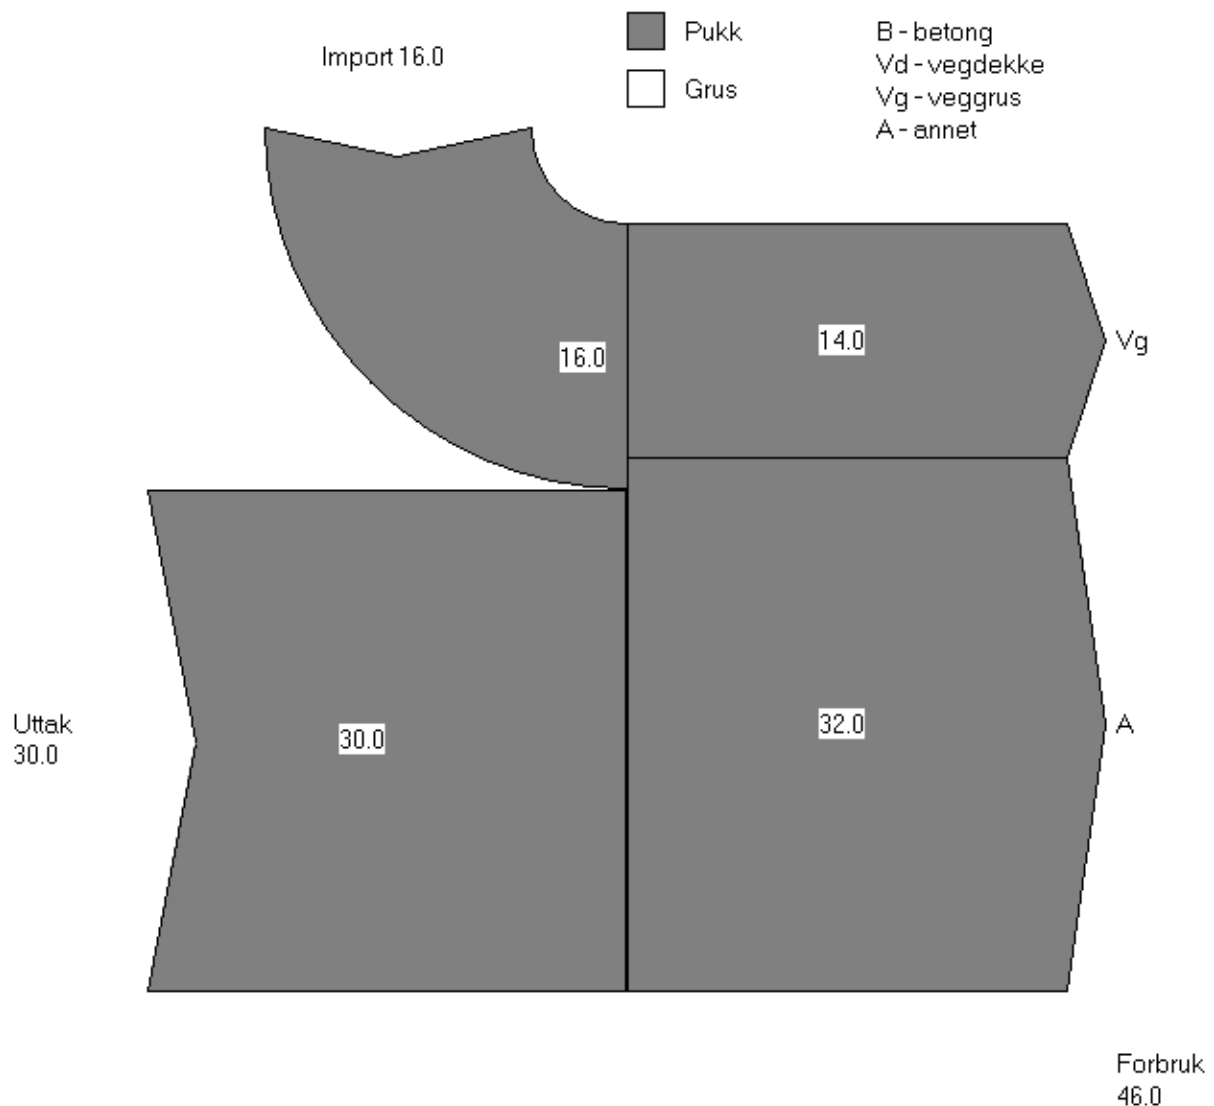 Import 16.0
Pukk
Grus
B - betong
Vd - vegdekke
Vg - veggrus
A - annet
16.0
14.0
Vg
Uttak
30.0
30.0
32.0
A
Forbruk
46.0